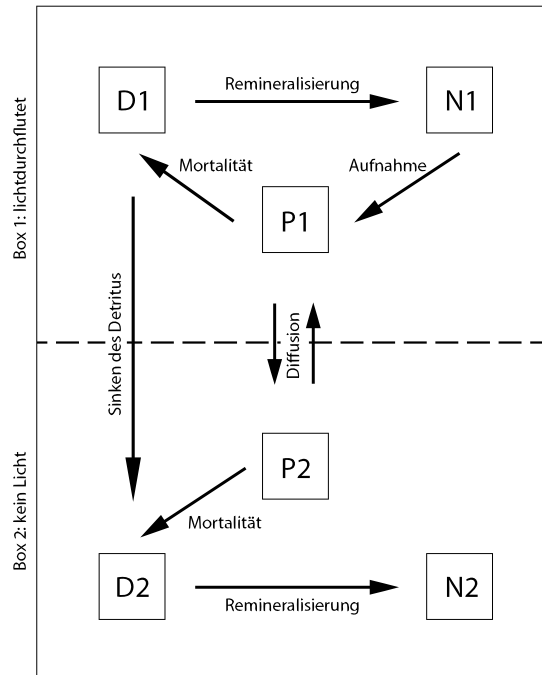 Box 1: lichtdurchflutet
D1
Remineralisierung
N1
Mortalität
Aufnahme
P1
Sinken des Detritus
Diffusion
Box 2: kein Licht
P2
Mortalität
D2
Remineralisierung
N2